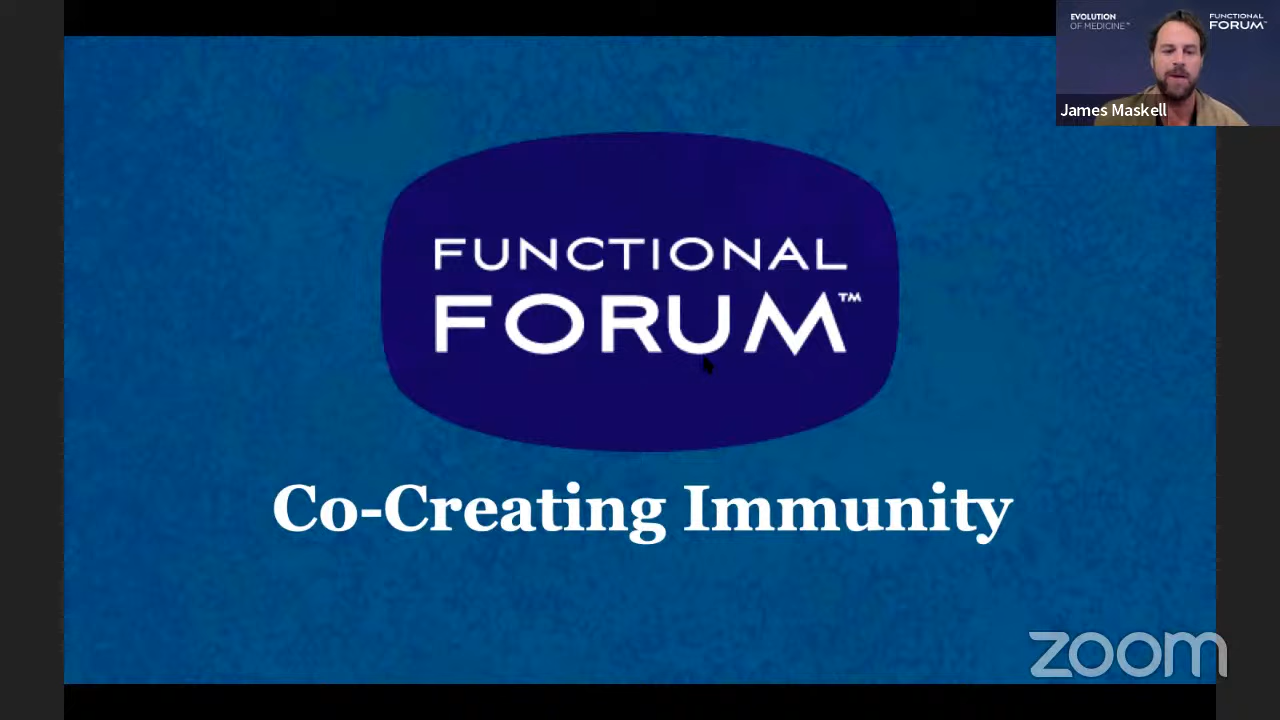 EVOLUTION
OF MEDICINE™
FUNCTIONAL
FORUM™
James Maskell
FUNCTIONAL
FORUM™
Co-Creating Immunity
zoom